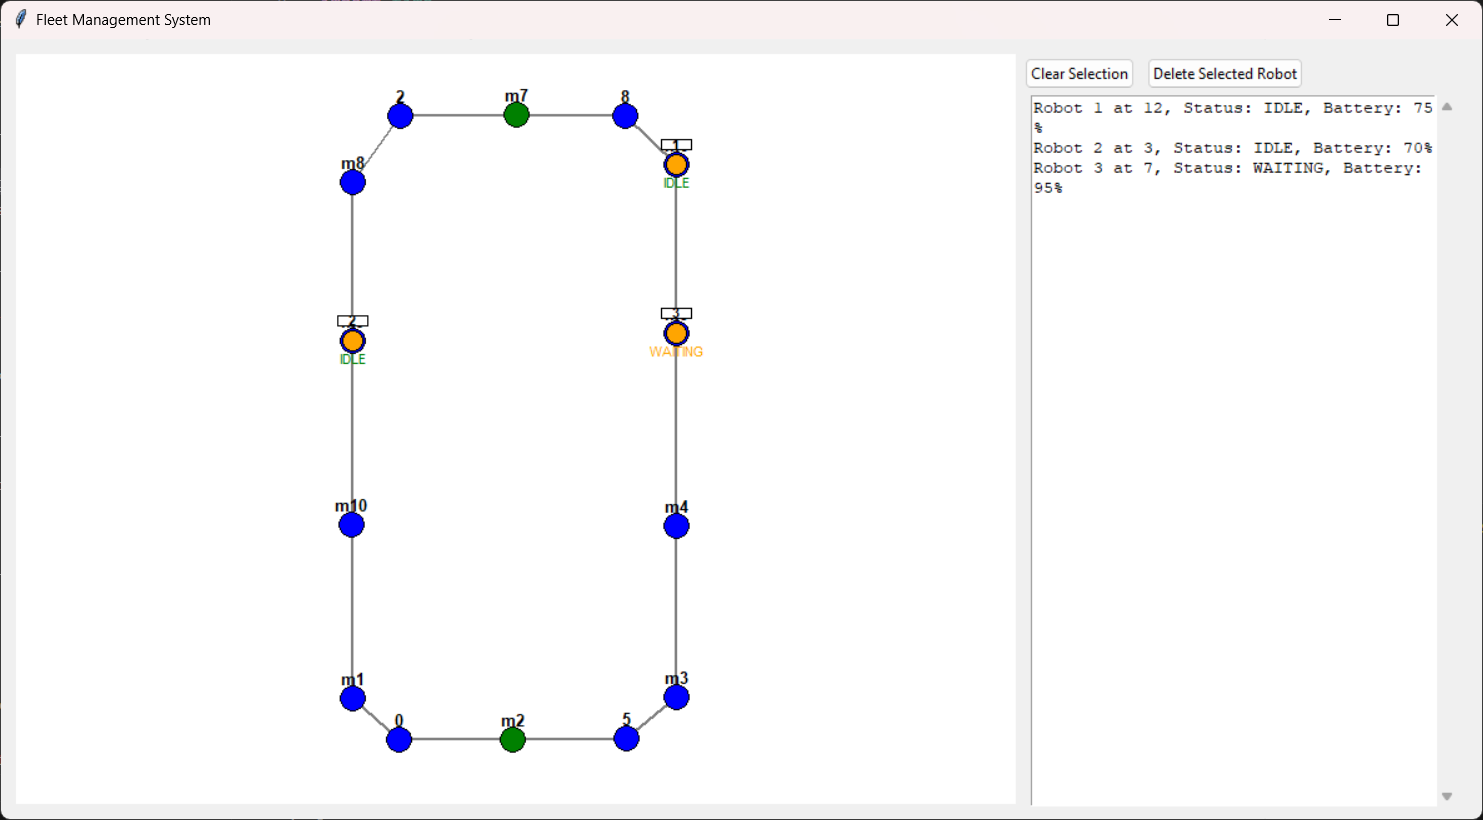 Fleet Management System
Clear Selection
Delete Selected Robot
Robot 1 at 12, Status: IDLE, Battery: 75
%
Robot 2 at 3, Status: IDLE, Battery: 70%
Robot 3 at 7, Status: WAITING, Battery:
95%
2
m7
8
1
m8
IDLE
2
3
IDLE
WAITING
m10
m4
m1
m3
0
m2
5